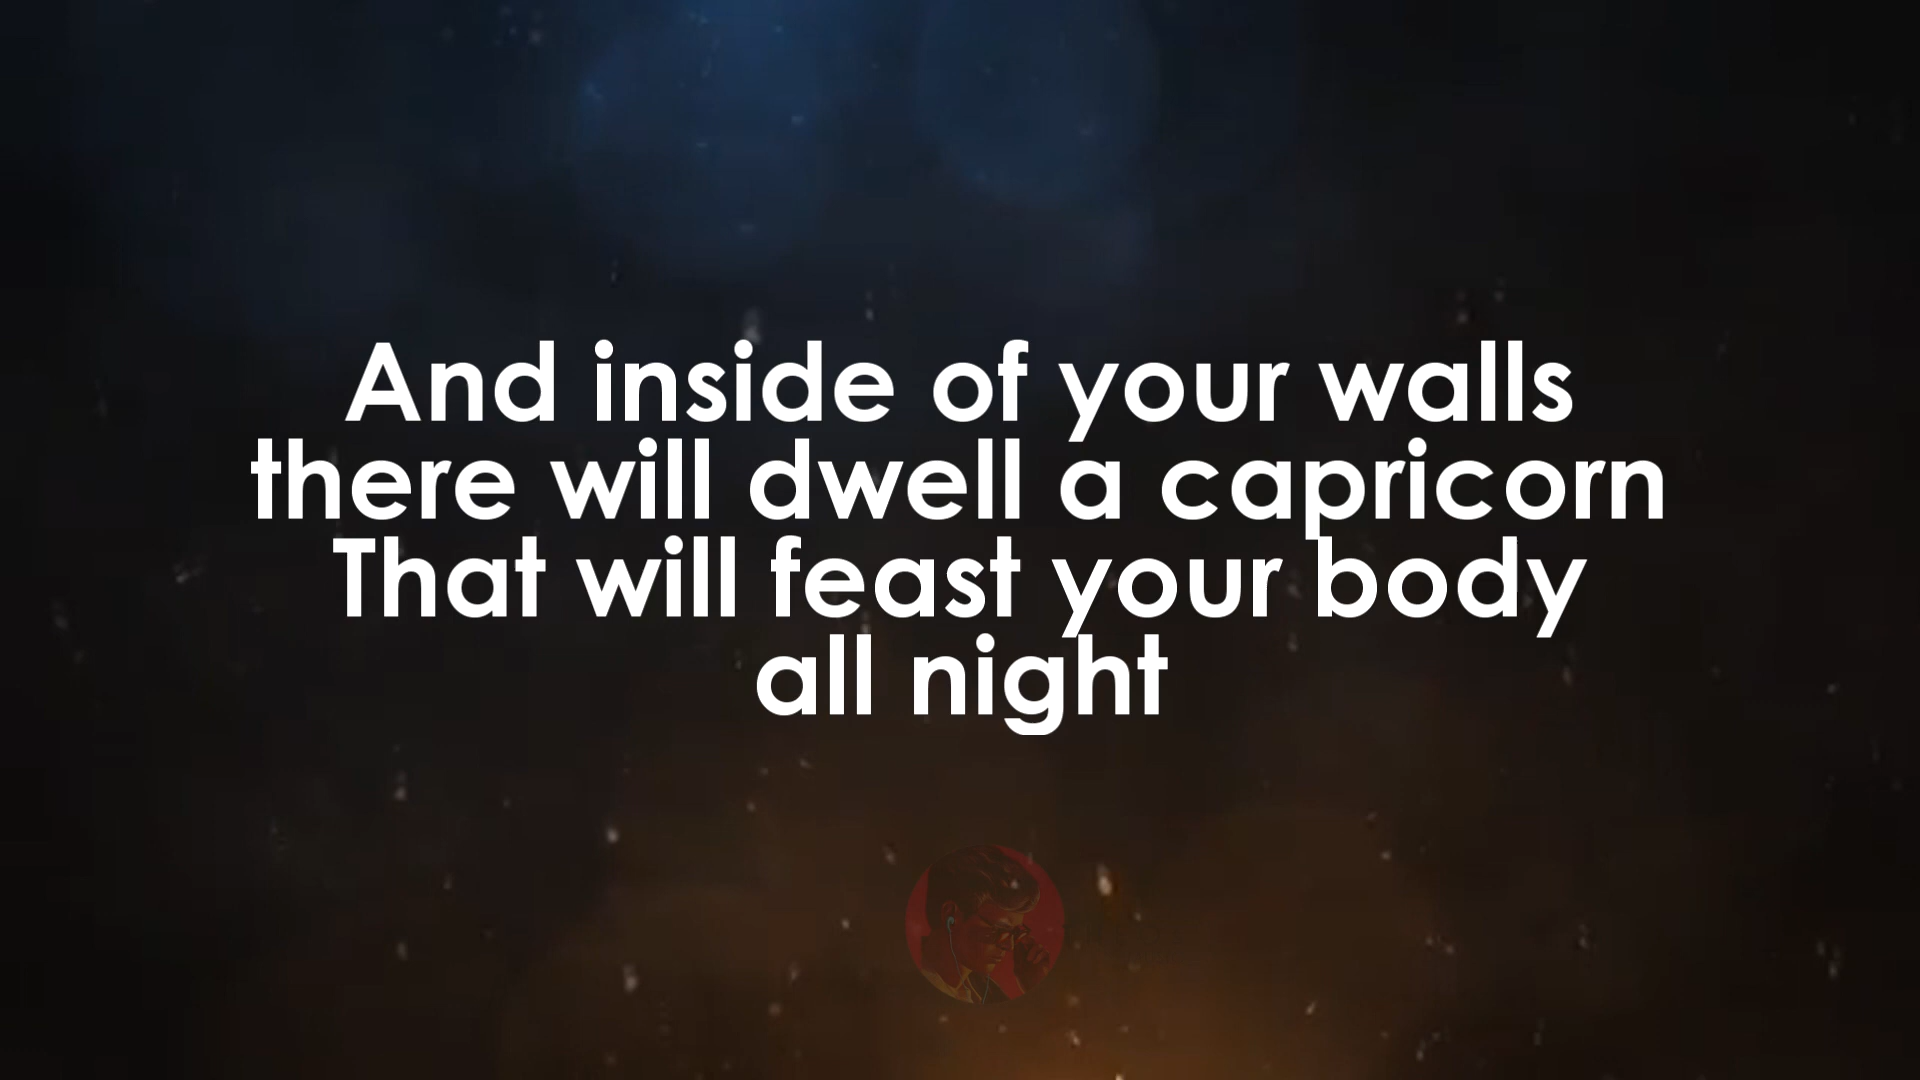 And inside of your walls
there will dwell a capricorn
That will feast your body
all night